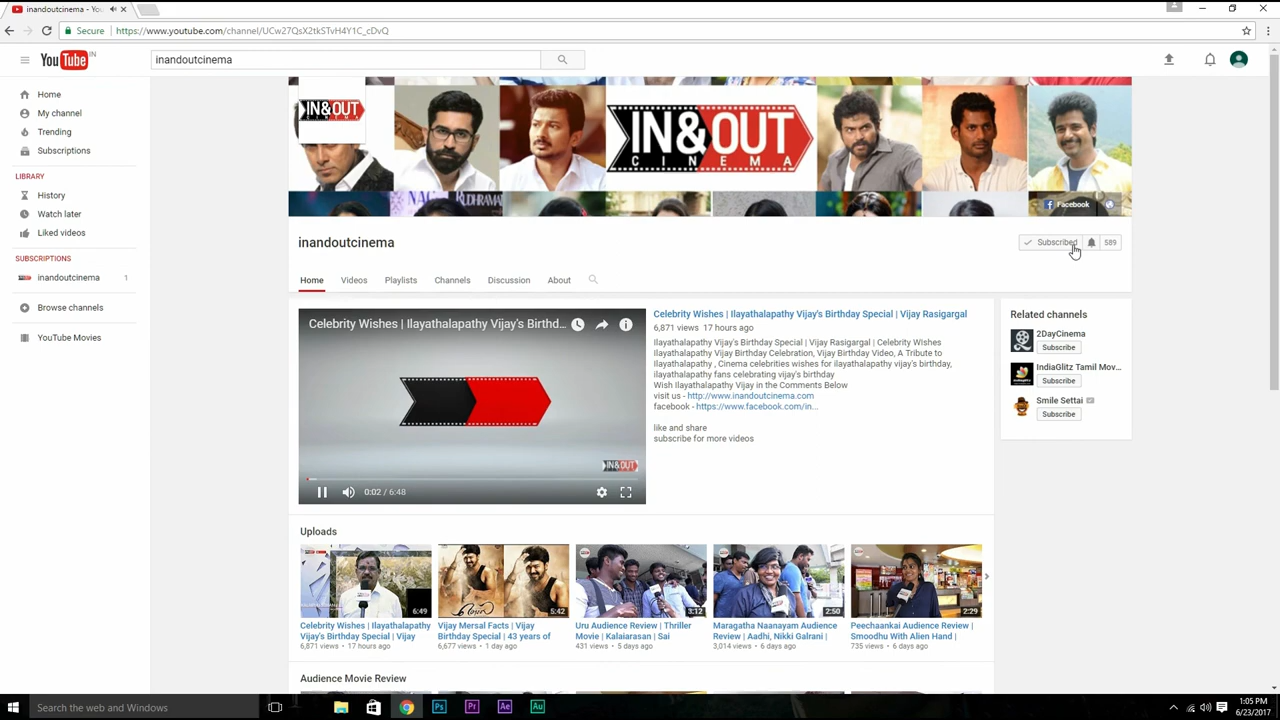 inandoutcinema - Yo
Secure
https://www.youtube.com/channel/UCw27QsX2tkSTvH4Y1C_cDvQ
YouTube IN
inandoutcinema
Home
My channel
Trending
Subscriptions
LIBRARY
History
Watch later
Liked videos
SUBSCRIPTIONS
inandoutcinema 1
Browse channels
YouTube Movies
IN&OUT
CINEMA
IN&OUT
CINEMA
Facebook
inandoutcinema
Subscribed 589
Home Videos Playlists Channels Discussion About
Celebrity Wishes | Ilayathalapathy Vijay's Birthd...
IN&OUT
0:02 / 6:48
Celebrity Wishes | Ilayathalapathy Vijay's Birthday Special | Vijay Rasigargal
6,871 views 17 hours ago
Ilayathalapathy Vijay's Birthday Special | Vijay Rasigargal | Celebrity WIshes
Ilayathalapathy Vijay Birthday Celebration, Vijay Birthday Video, A Tribute to
Ilayathalapathy , Cinema celebrities wishes for ilayathalapathy vijay's birthday,
ilayathalapathy fans celebrating vijay's birthday
Wish Ilayathalapathy Vijay in the Comments Below
visit us - http://www.inandoutcinema.com
facebook - https://www.facebook.com/in...
like and share
subscribe for more videos
Related channels
2DayCinema
Subscribe
IndiaGlitz Tamil Mov...
Subscribe
Smile Settai
Subscribe
Uploads
6:49
Celebrity Wishes | Ilayathalapathy
Vijay's Birthday Special | Vijay
6,871 views • 17 hours ago
5:42
Vijay Mersal Facts | Vijay
Birthday Special | 43 years of
6,677 views • 1 day ago
3:12
Uru Audience Review | Thriller
Movie | Kalaiarasan | Sai
431 views • 5 days ago
2:50
Maragatha Naanayam Audience
Review | Aadhi, Nikki Galrani |
3,014 views • 6 days ago
2:29
Peechaankai Audience Review |
Smoodhu With Alien Hand |
735 views • 6 days ago
Audience Movie Review
Search the web and Windows
Ps
Pr
Ae
Au
1:05 PM
6/23/2017